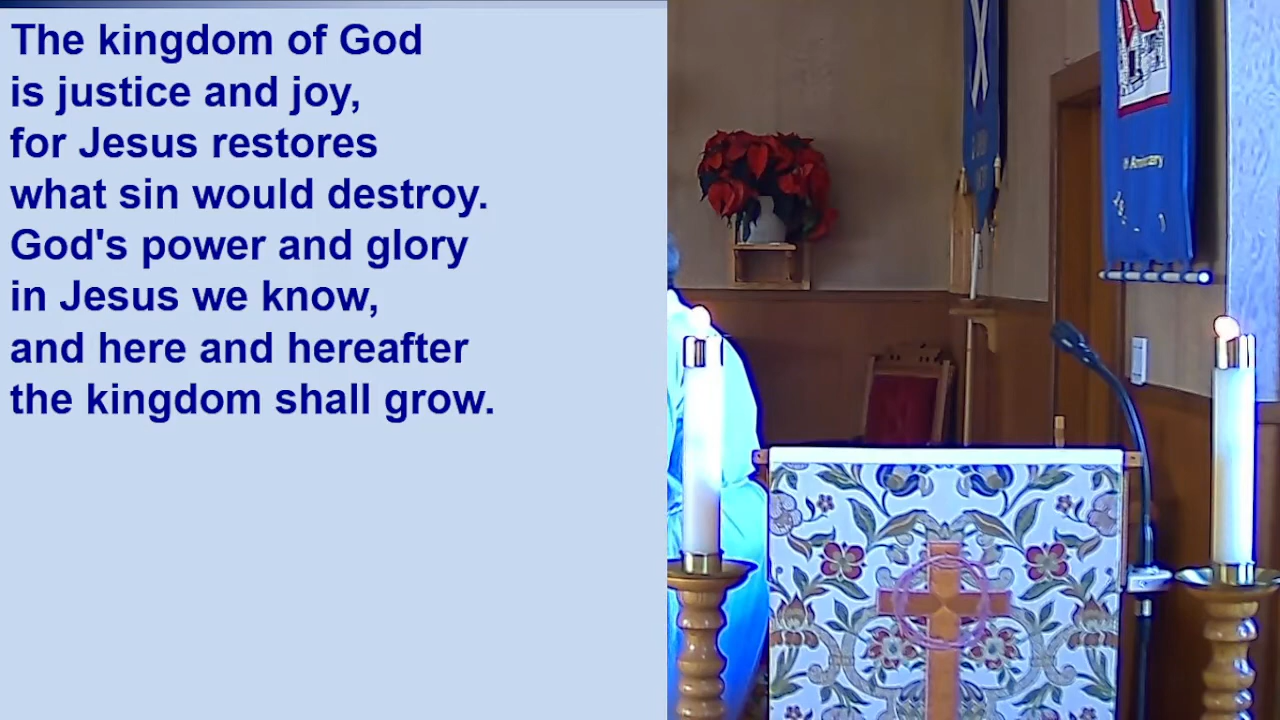 The kingdom of God
is justice and joy,
for Jesus restores
what sin would destroy.
God's power and glory
in Jesus we know,
and here and hereafter
the kingdom shall grow.